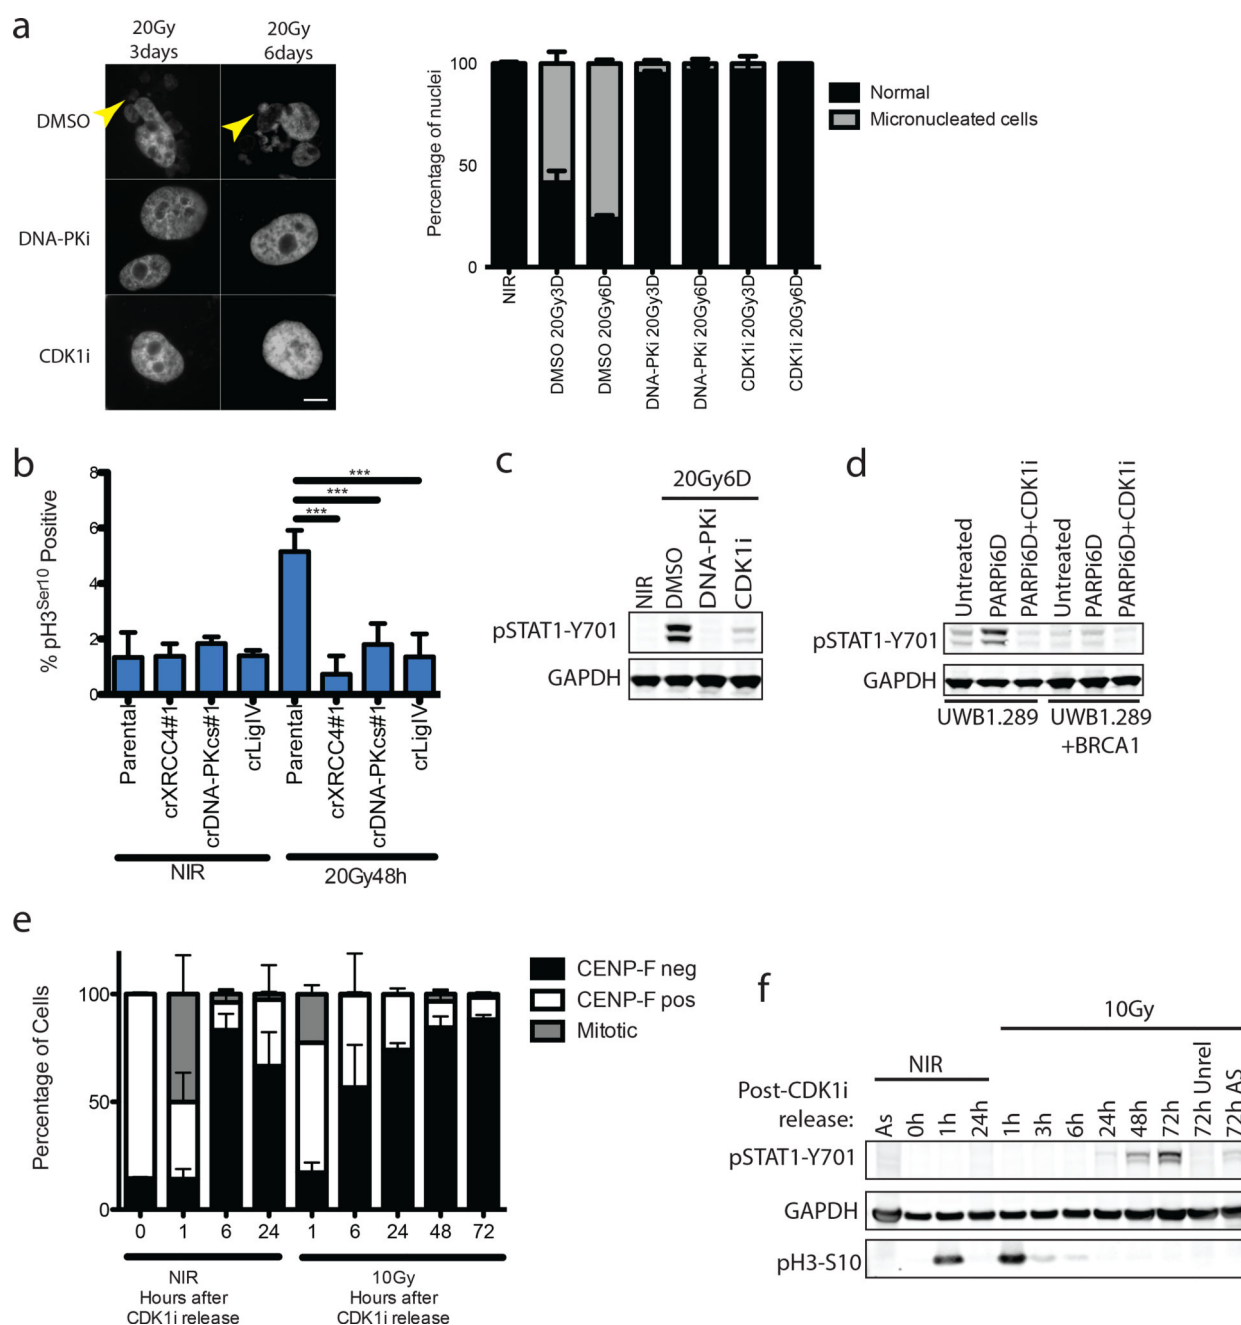 a
20Gy
3days
20Gy
6days
DMSO
DNA-PKi
CDK1i
Percentage of nuclei
100
50
0
NIR
DMSO 20Gy3D
DMSO 20Gy6D
DNA-PKi 20Gy3D
DNA-PKi 20Gy6D
CDK1i 20Gy3D
CDK1i 20Gy6D
Normal
Micronucleated cells
b
% pH3Ser10 Positive
8
6
4
2
0
***
***
***
Parental
crXRCC4#1
crDNA-PKcs#1
crLigIV
Parental
crXRCC4#1
crDNA-PKcs#1
crLigIV
NIR
20Gy48h
c
20Gy6D
NIR
DMSO
DNA-PKi
CDK1i
pSTAT1-Y701
GAPDH
d
Untreated
PARPi6D
PARPi6D+CDK1i
Untreated
PARPi6D
PARPi6D+CDK1i
pSTAT1-Y701
GAPDH
UWB1.289
UWB1.289
+BRCA1
e
Percentage of Cells
100
50
0
0 1 6 24 1 6 24 48 72
NIR
Hours after
CDK1i release
10Gy
Hours after
CDK1i release
CENP-F neg
CENP-F pos
Mitotic
f
10Gy
NIR
Post-CDK1i
release:
As
0h
1h
24h
1h
3h
6h
24h
48h
72h
72h Unrel
72h AS
pSTAT1-Y701
GAPDH
pH3-S10